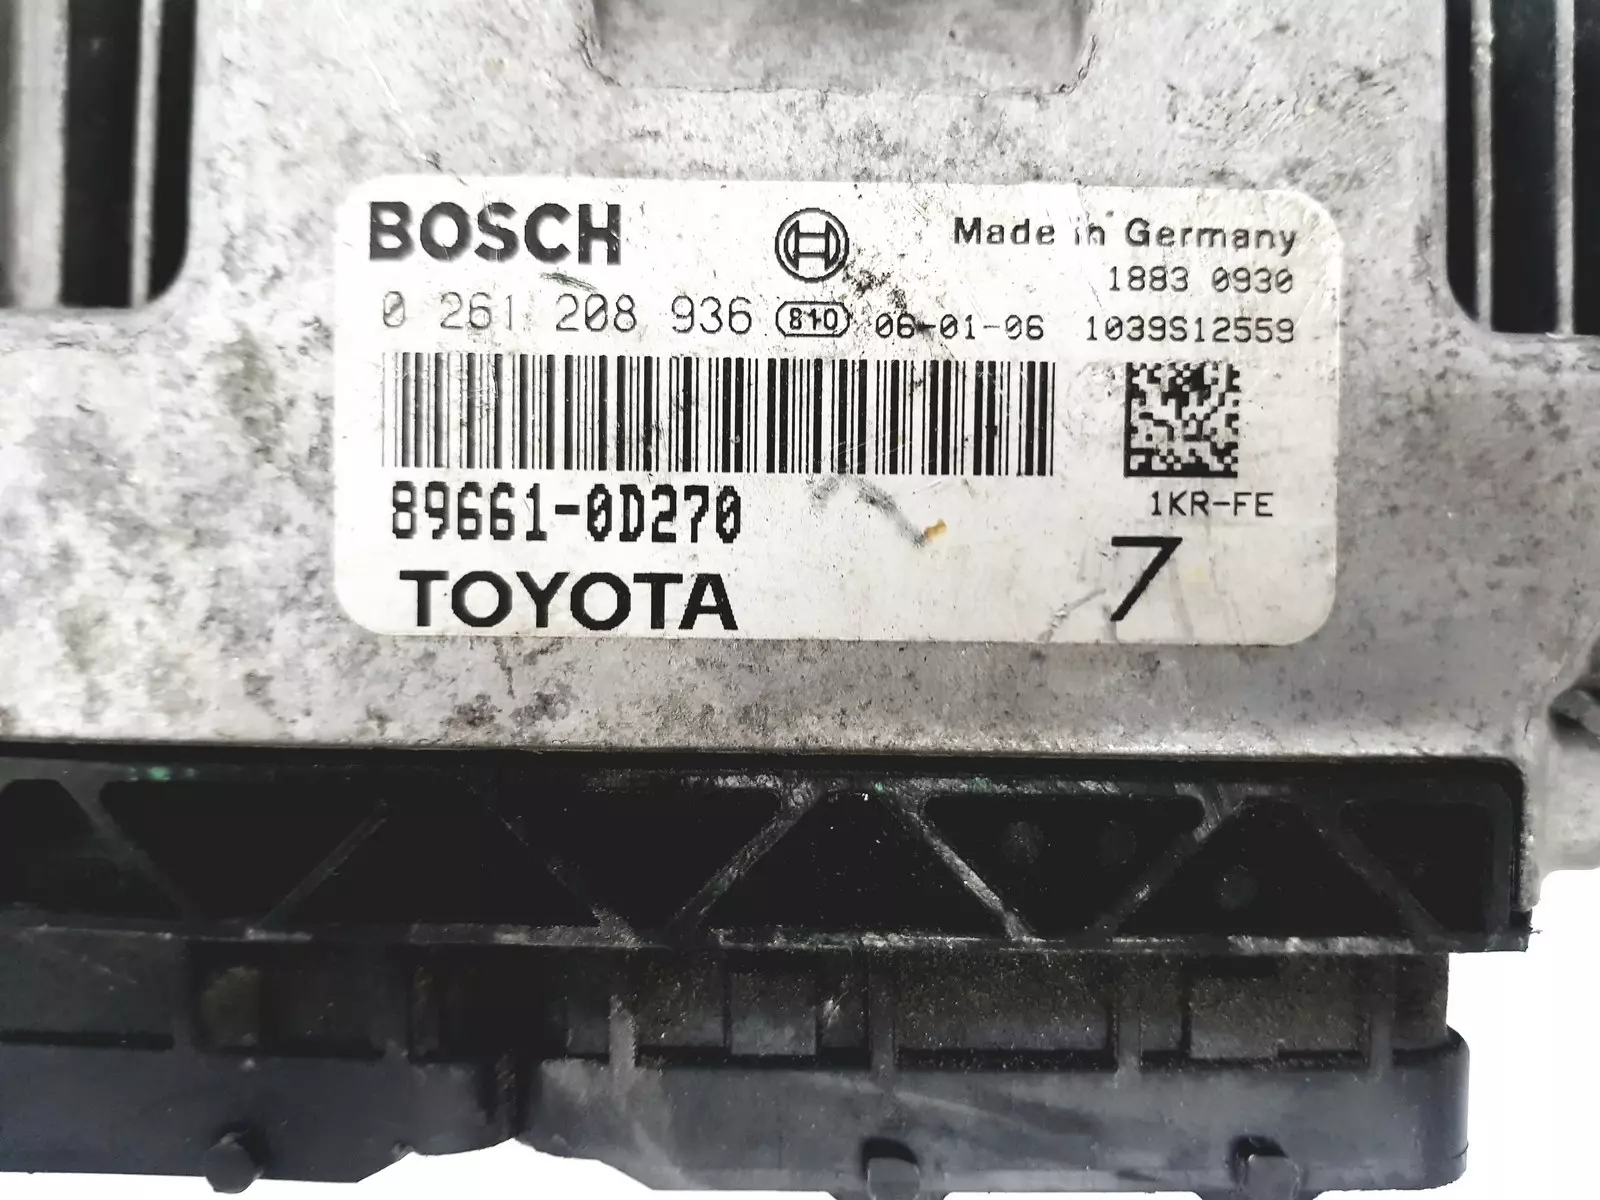 BOSCH
Made in Germany
1883 0930
0 261 208 936 810 06-01-06 1039S12559
89661-0D270
1KR-FE
TOYOTA
7